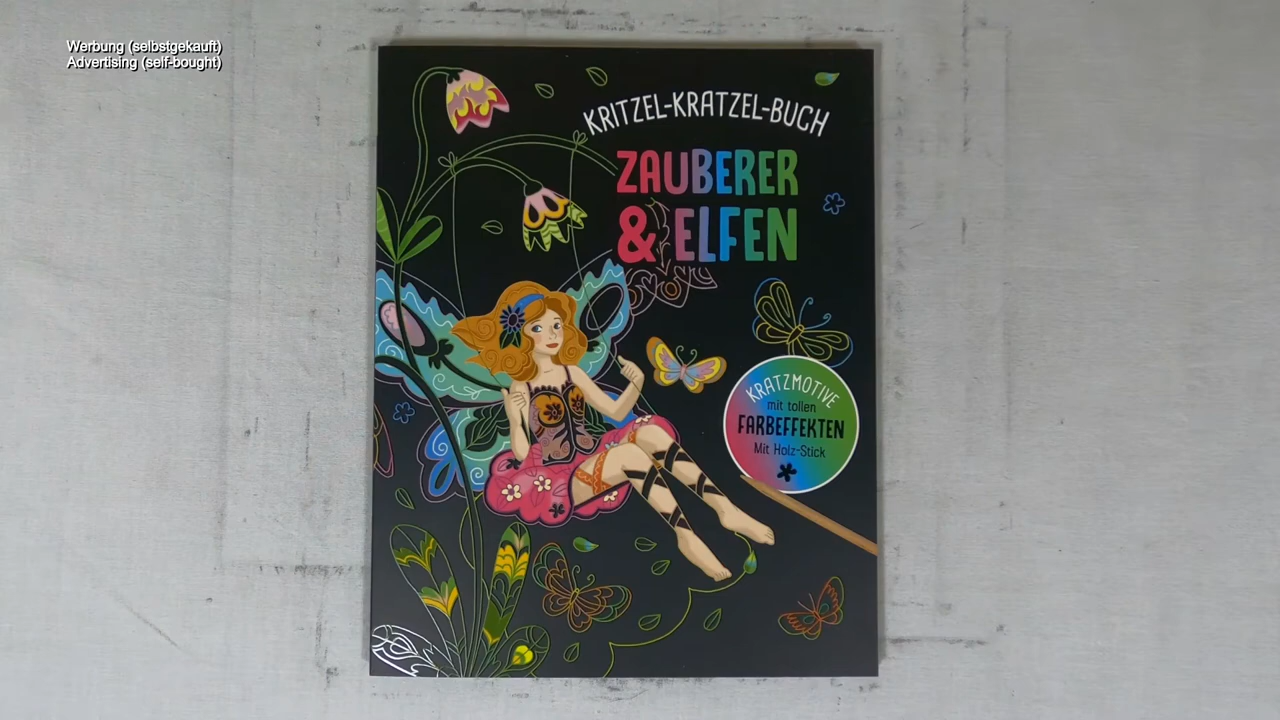 Werbung (selbstgekauft)
Advertising (self-bought)
KRITZEL-KRATZEL-BUCH
ZAUBERER
& ELFEN
KRATZMOTIVE
mit tollen
FARBEFFEKTEN
Mit Holz-Stick